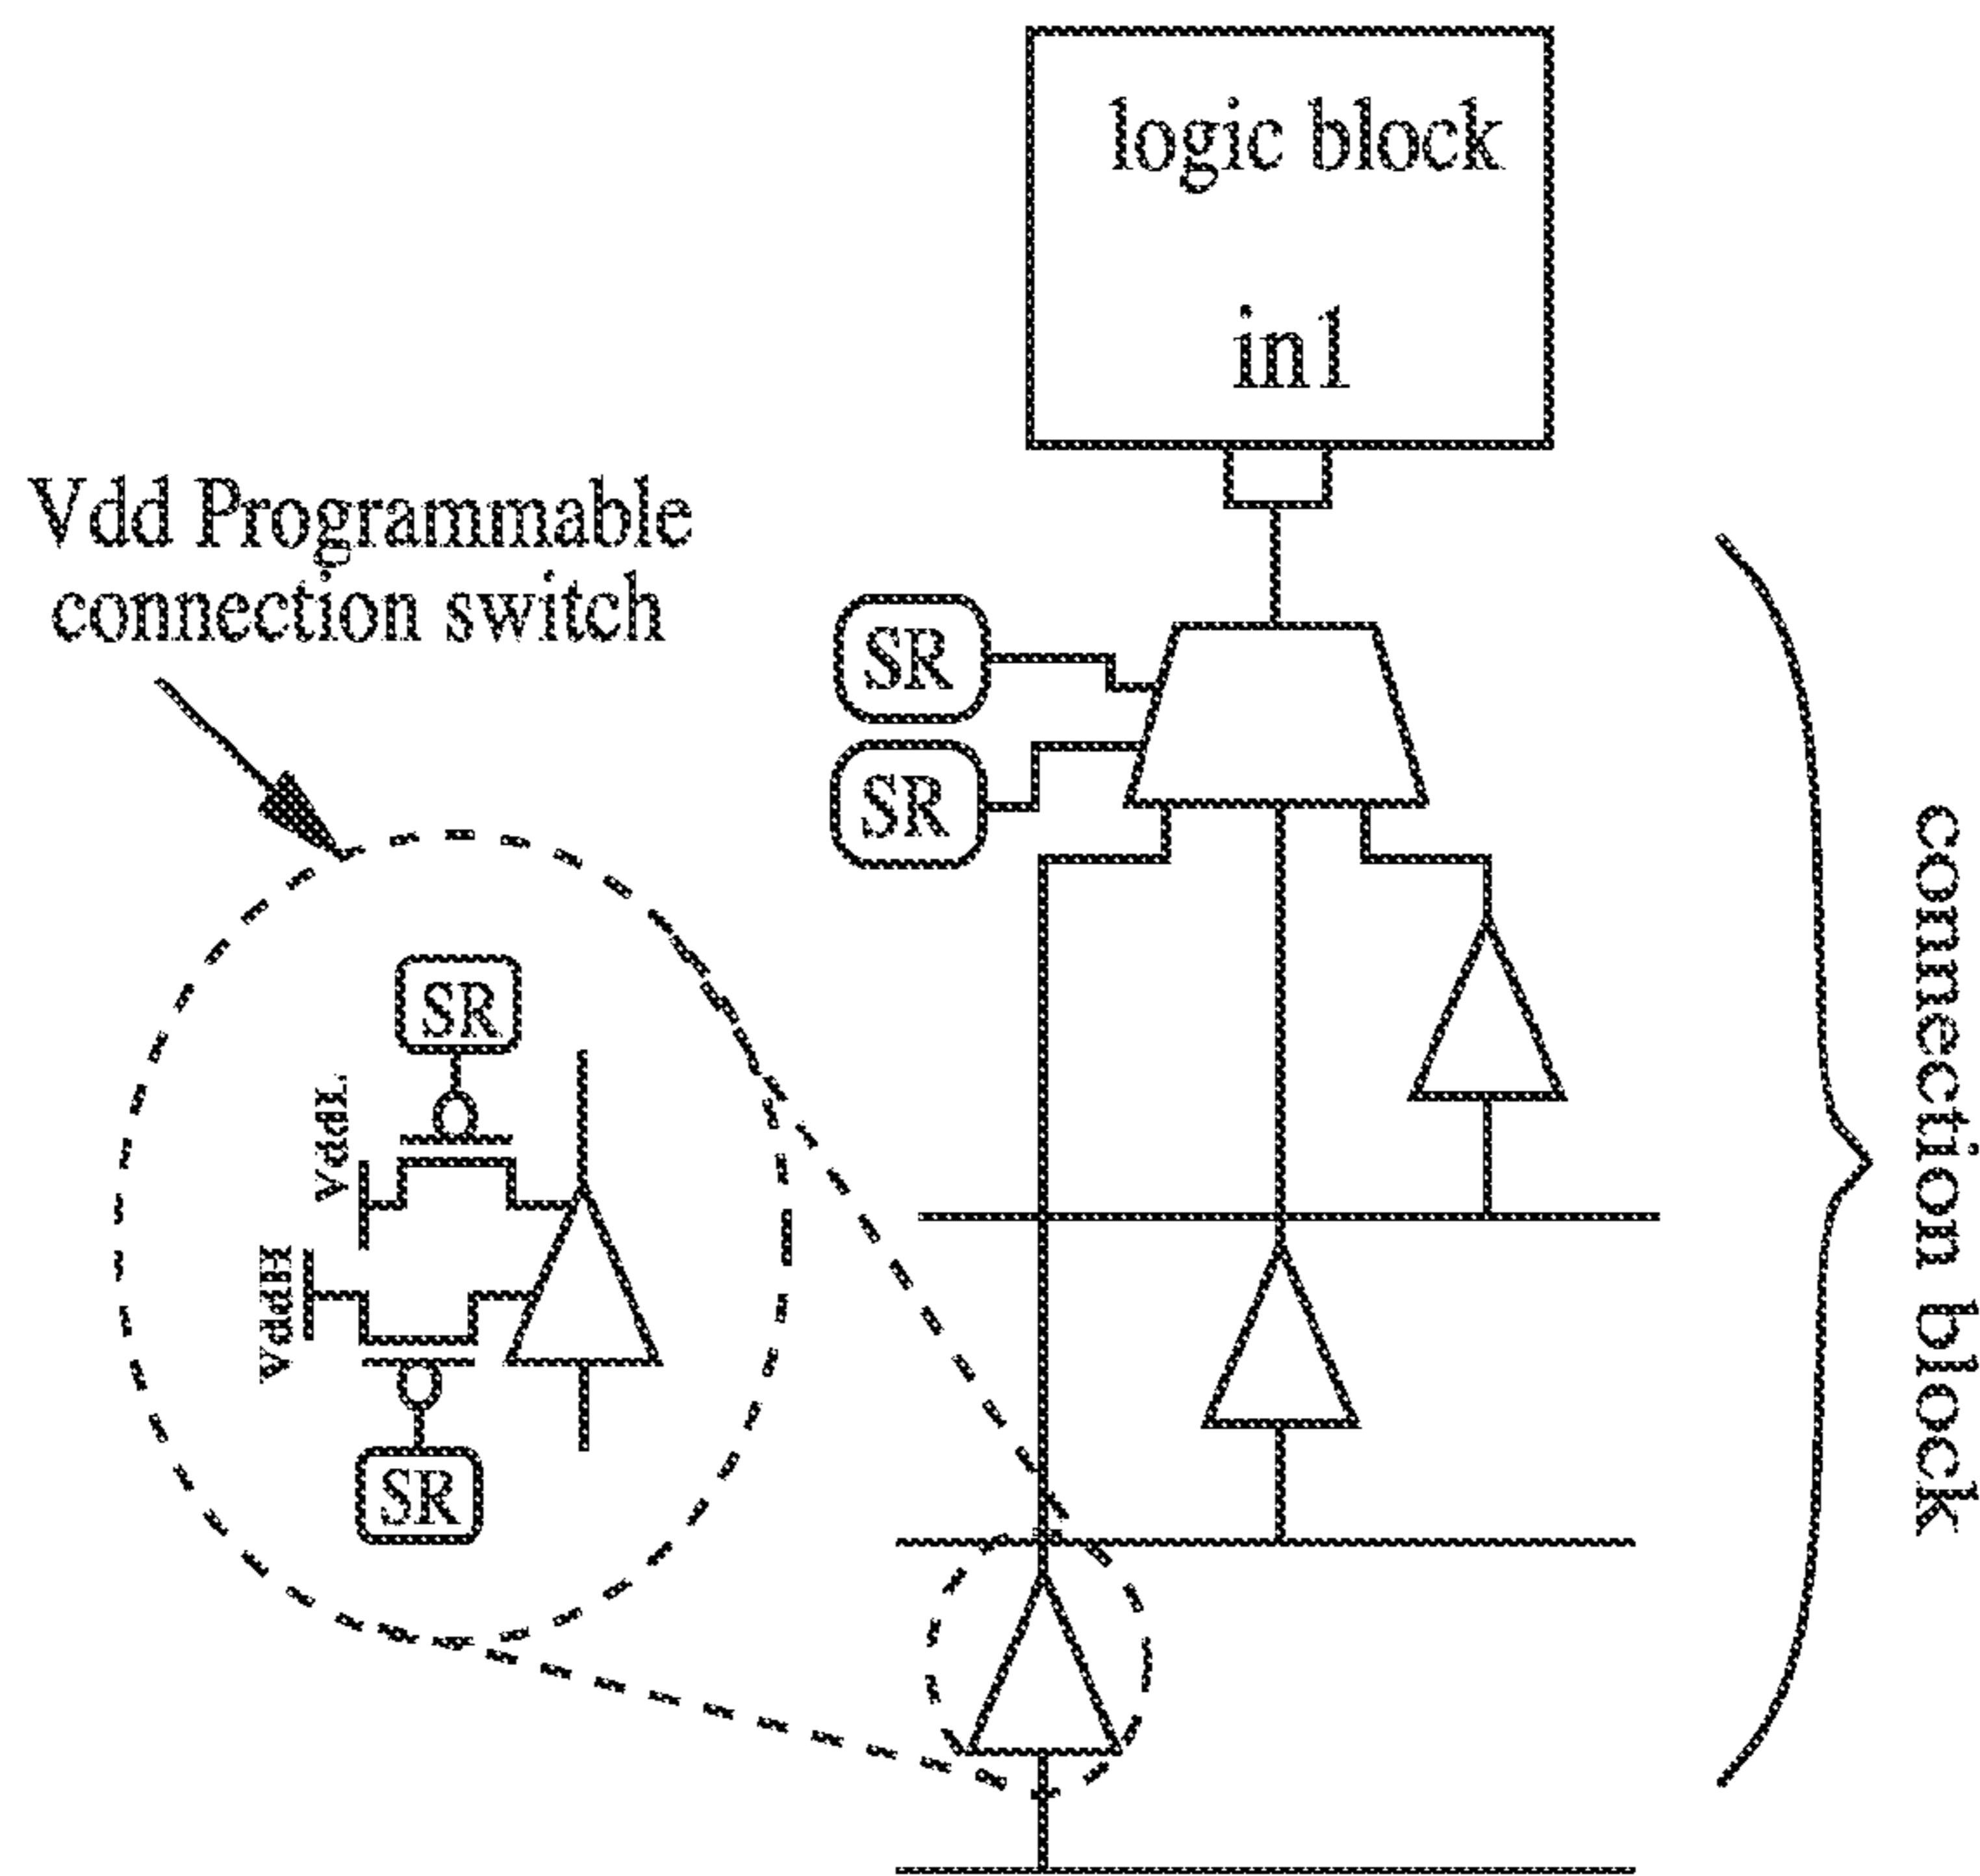 logic block
in1
Vdd Programmable
connection switch
SR
SR
SR
VddL
VddH
SR
connection block